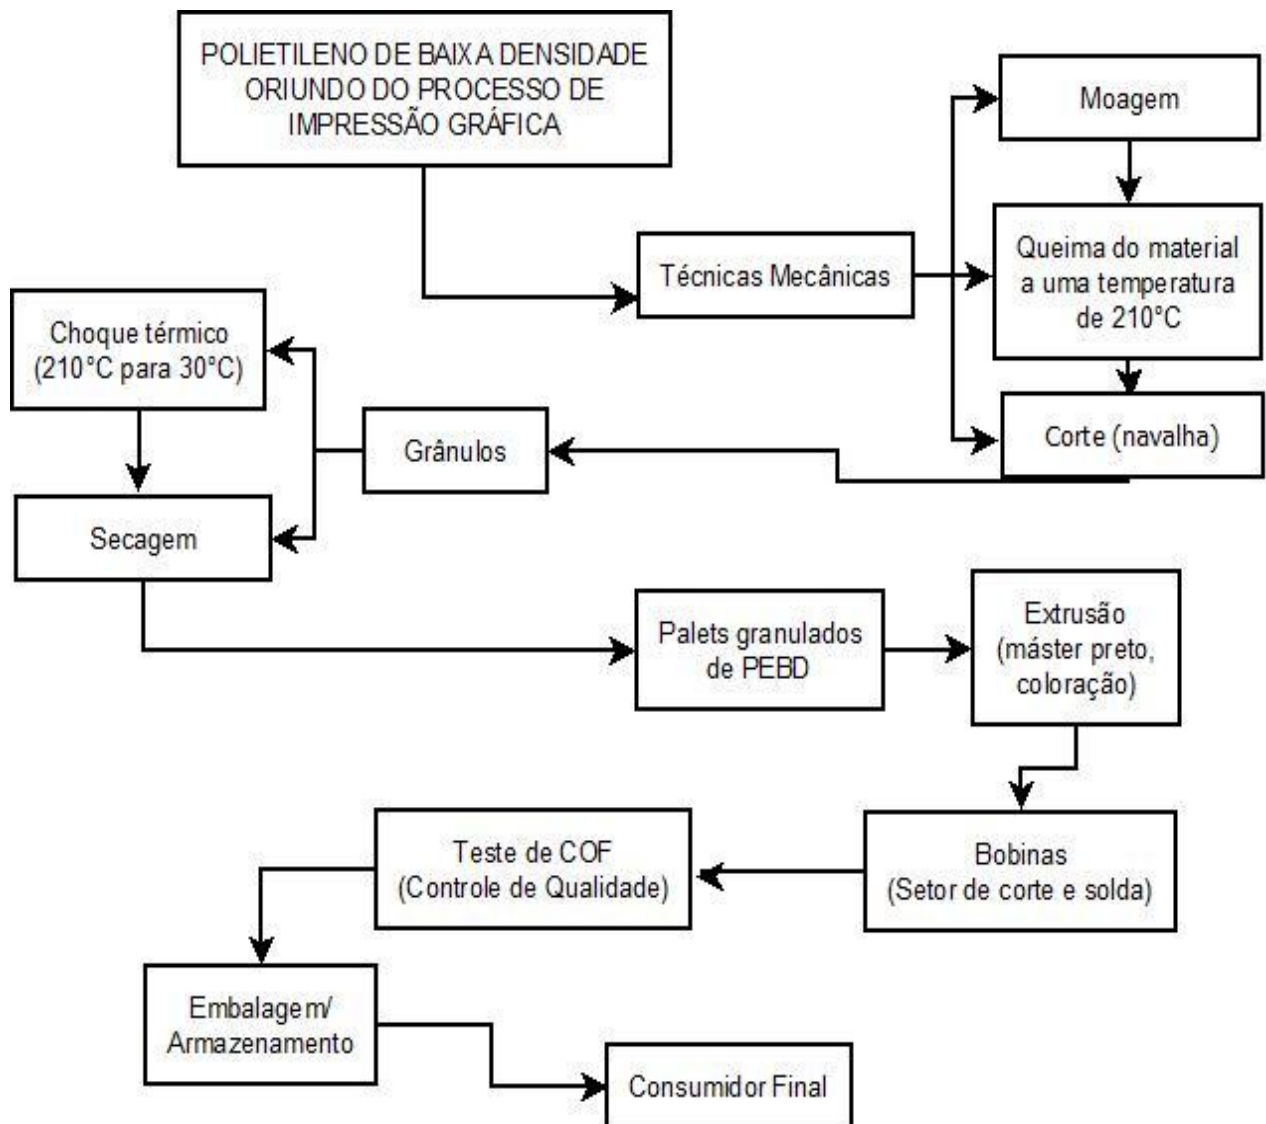 POLIETILENO DE BAIXA DENSIDADE
ORIUNDO DO PROCESSO DE
IMPRESSÃO GRÁFICA
Moagem
Técnicas Mecânicas
Queima do material
a uma temperatura
de 210°C
Corte (navalha)
Grânulos
Choque térmico
(210°C para 30°C)
Secagem
Palets granulados
de PEBD
Extrusão
(máster preto,
coloração)
Bobinas
(Setor de corte e solda)
Teste de COF
(Controle de Qualidade)
Embalagem/
Armazenamento
Consumidor Final